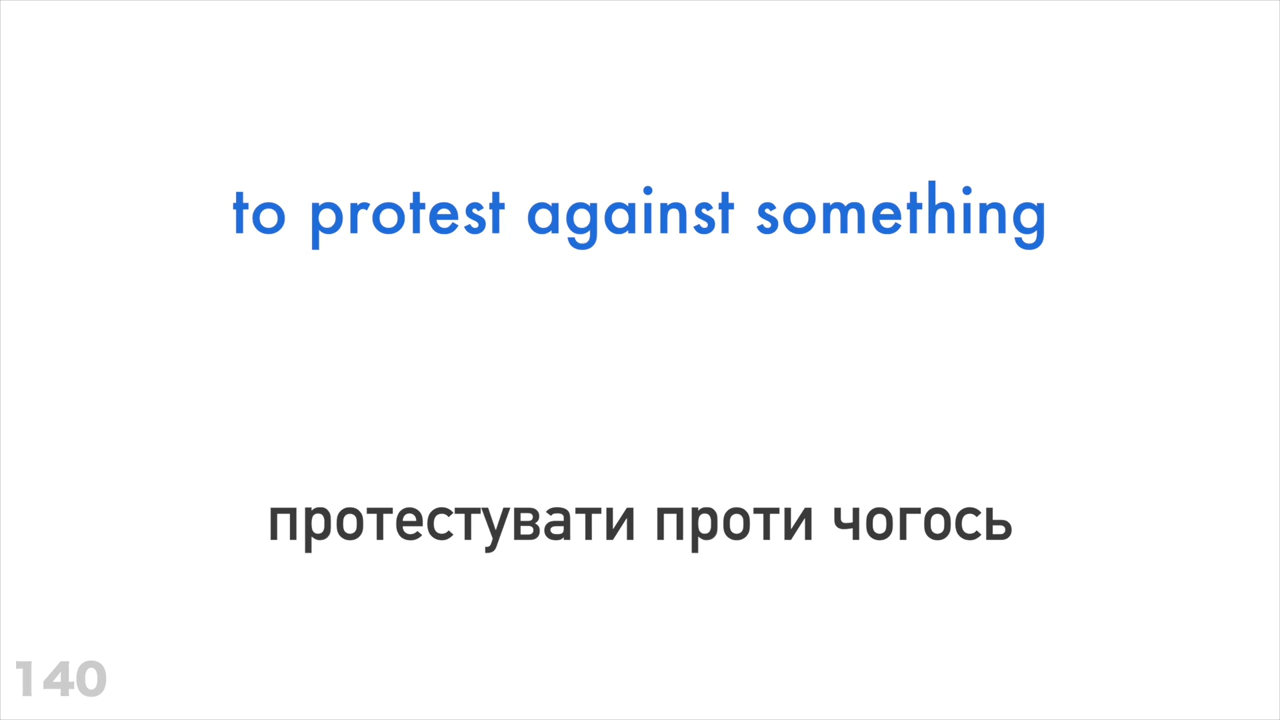 to protest against something
протестувати проти чогось
140